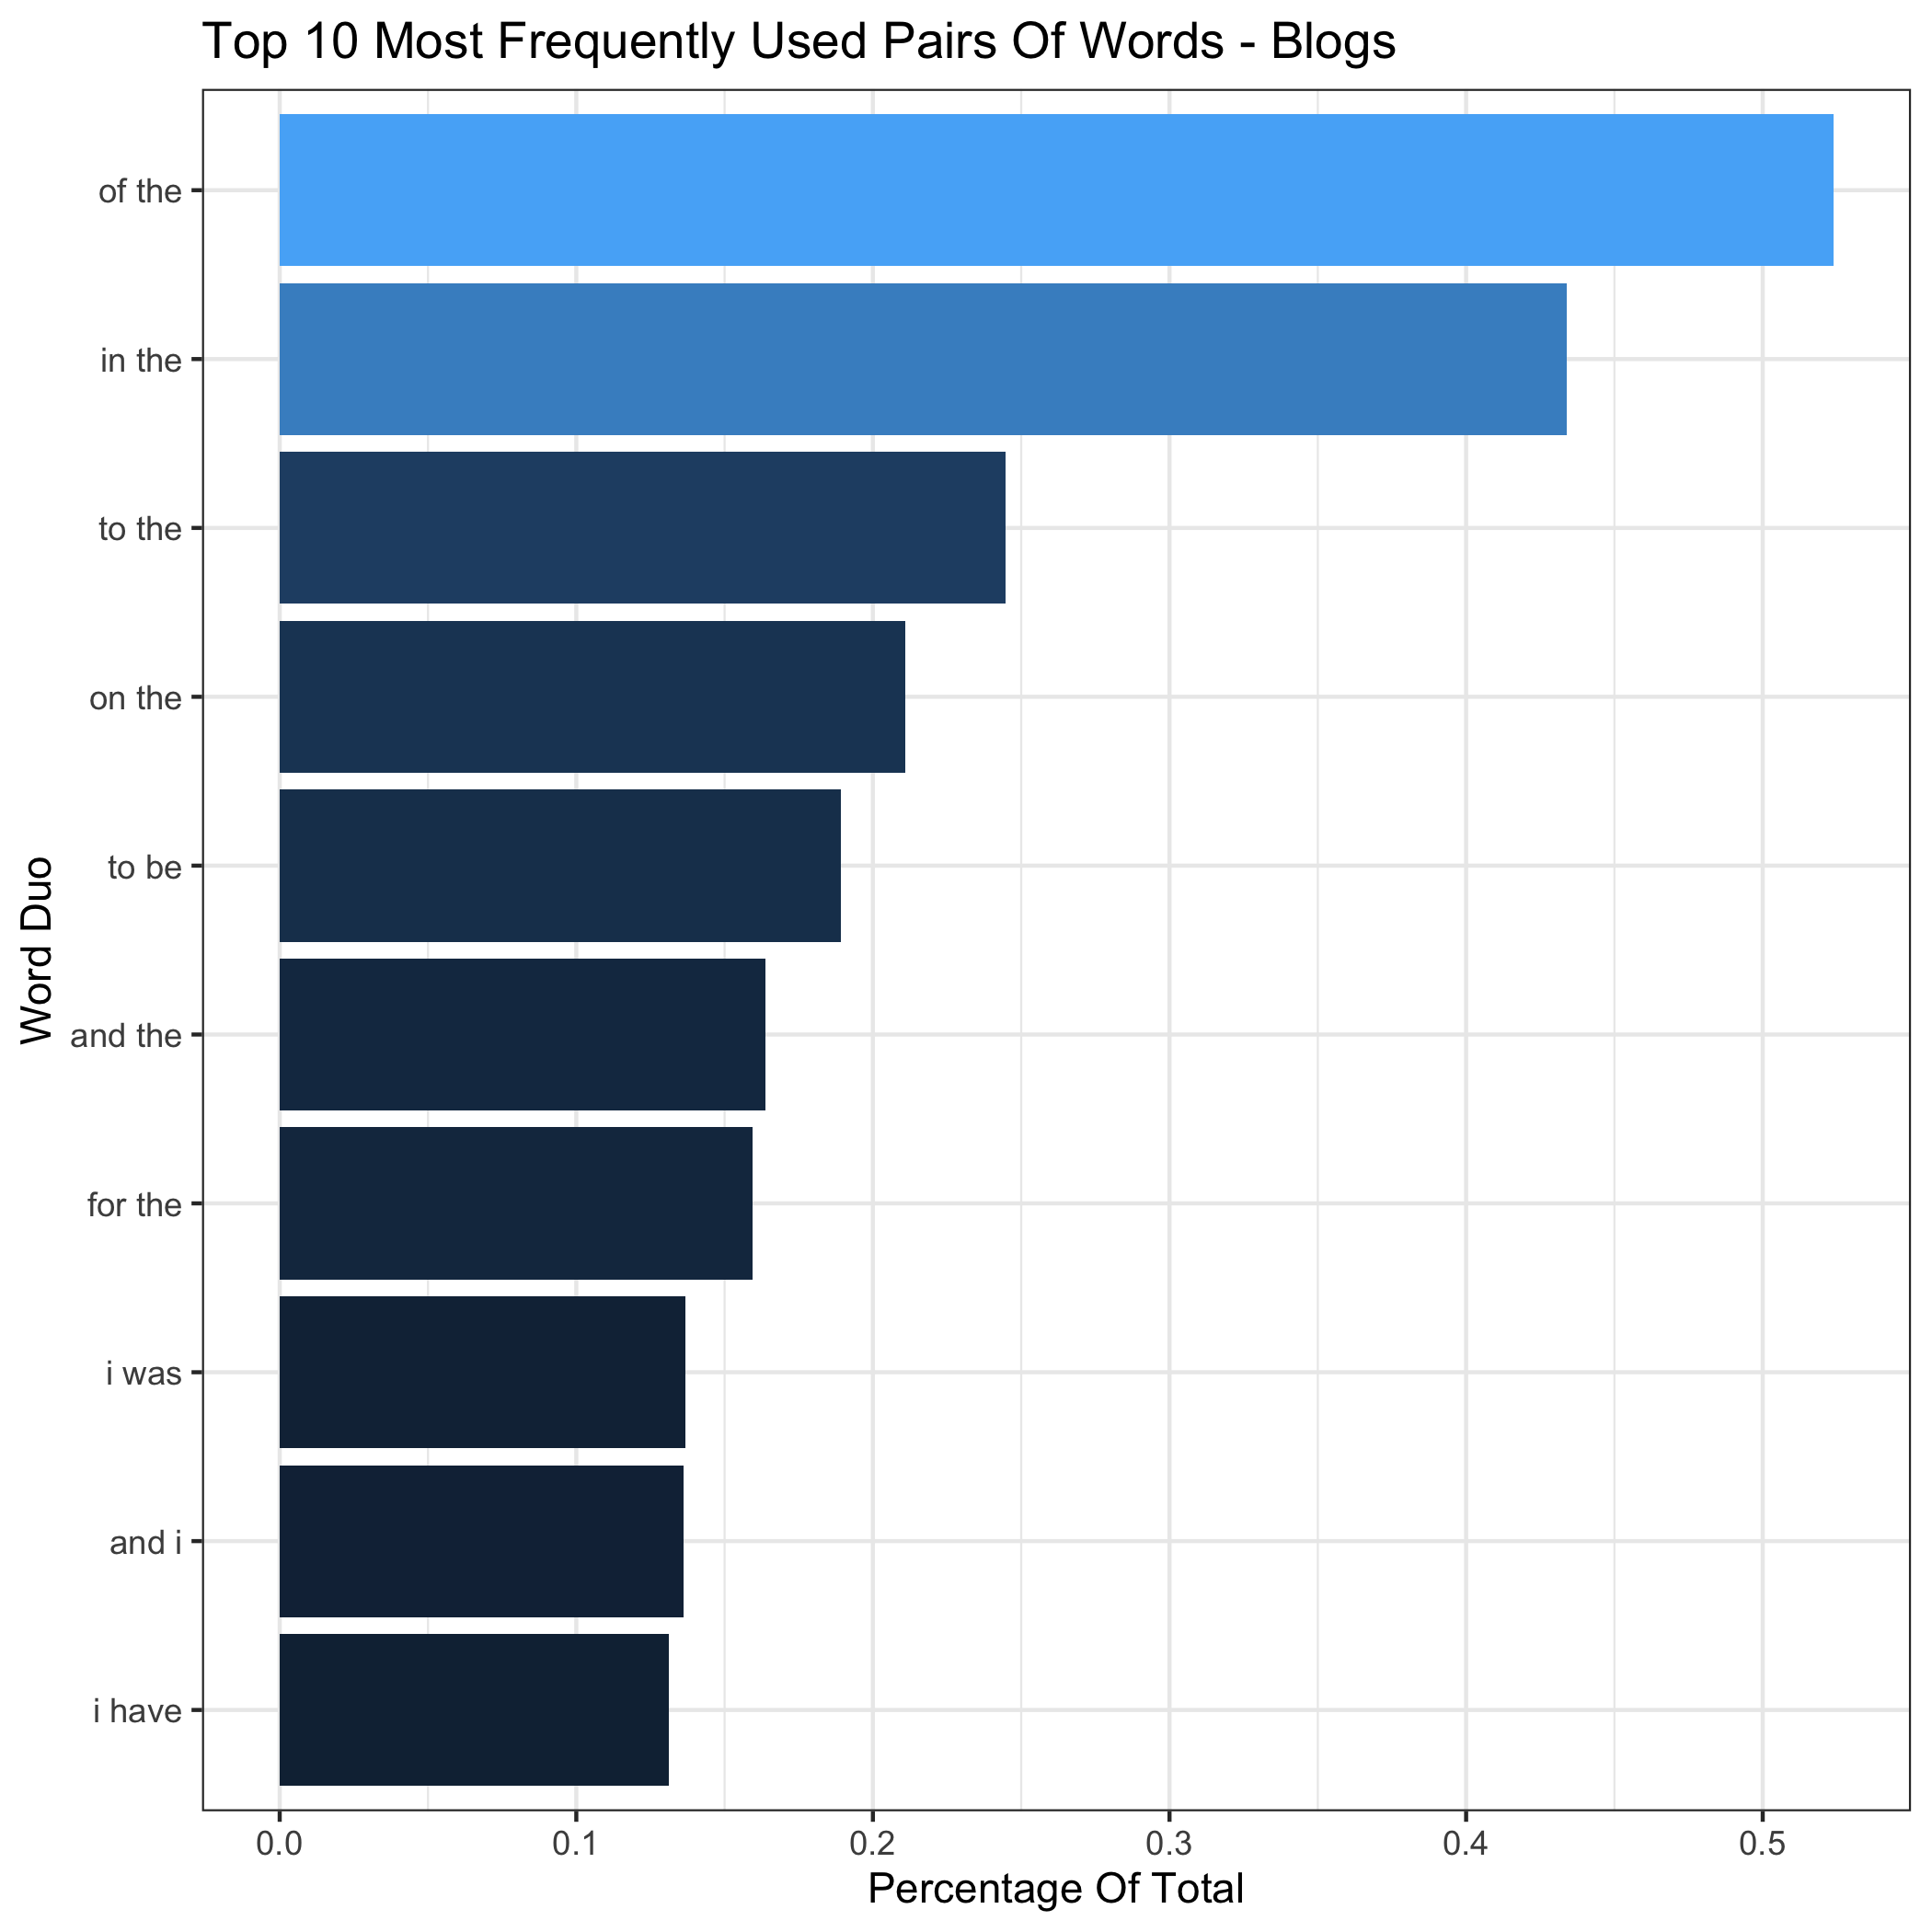 Top 10 Most Frequently Used Pairs Of Words - Blogs
Word Duo
of the
in the
to the
on the
to be
and the
for the
i was
and i
i have
0.0 0.1 0.2 0.3 0.4 0.5
Percentage Of Total